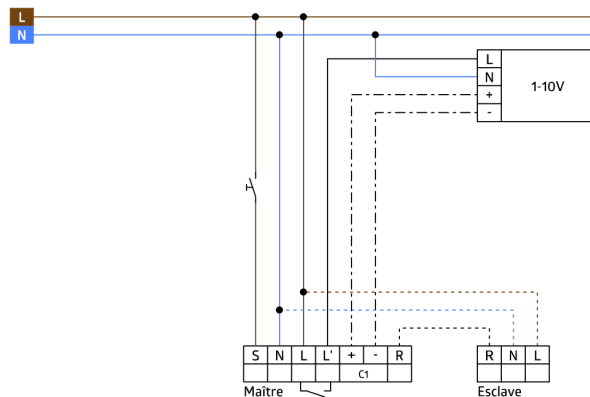 L
N
L
N
+
-
1-10V
S N L L' + - R
C1
Maître
R N L
Esclave